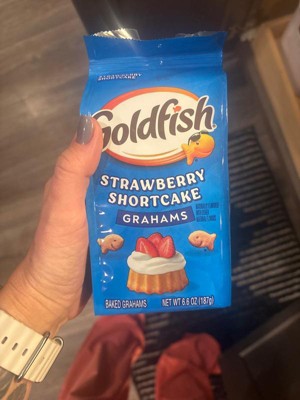 Goldfish
STRAWBERRY
SHORTCAKE
GRAHAMS
BAKED GRAHAMS
NET WT 6.6 OZ (187g)